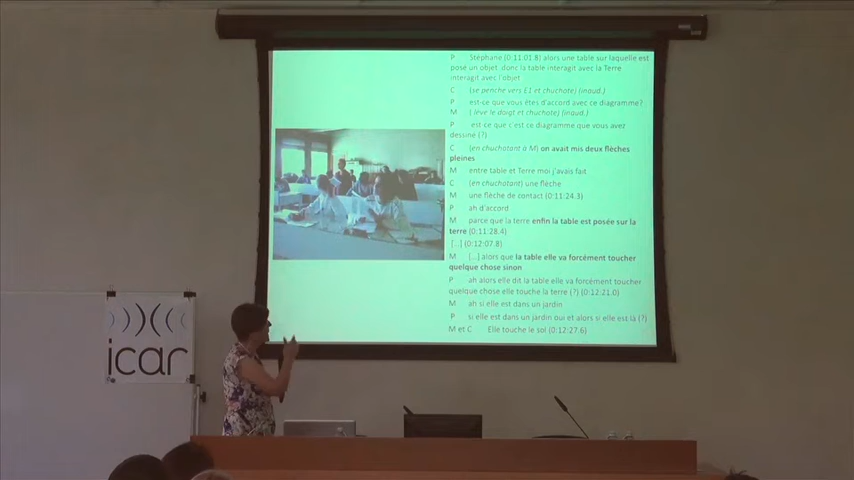 P Stéphane (0:11:01.8) alors une table sur laquelle est
posé un objet donc la table interagit avec la Terre
interagit avec l'objet
C (se penche vers E1 et chuchote) (inaud.)
P est-ce que vous êtes d'accord avec ce diagramme?
M ( lève le doigt et chuchote) (inaud.)
P est-ce que c'est ce diagramme que vous avez
dessiné (?)
C (en chuchotant à M) on avait mis deux flèches
pleines
M entre table et Terre moi j'avais fait
C (en chuchotant) une flèche
M une flèche de contact (0:11:24.3)
P ah d'accord
M parce que la terre enfin la table est posée sur la
terre (0:11:28.4)
[...] (0:12:07.8)
M [...] alors que la table elle va forcément toucher
quelque chose sinon
P ah alors elle dit la table elle va forcément toucher
quelque chose elle touche la terre (?) (0:12:21.0)
M ah si elle est dans un jardin
P si elle est dans un jardin oui et alors si elle est là (?)
M et C Elle touche le sol (0:12:27.6)
icar